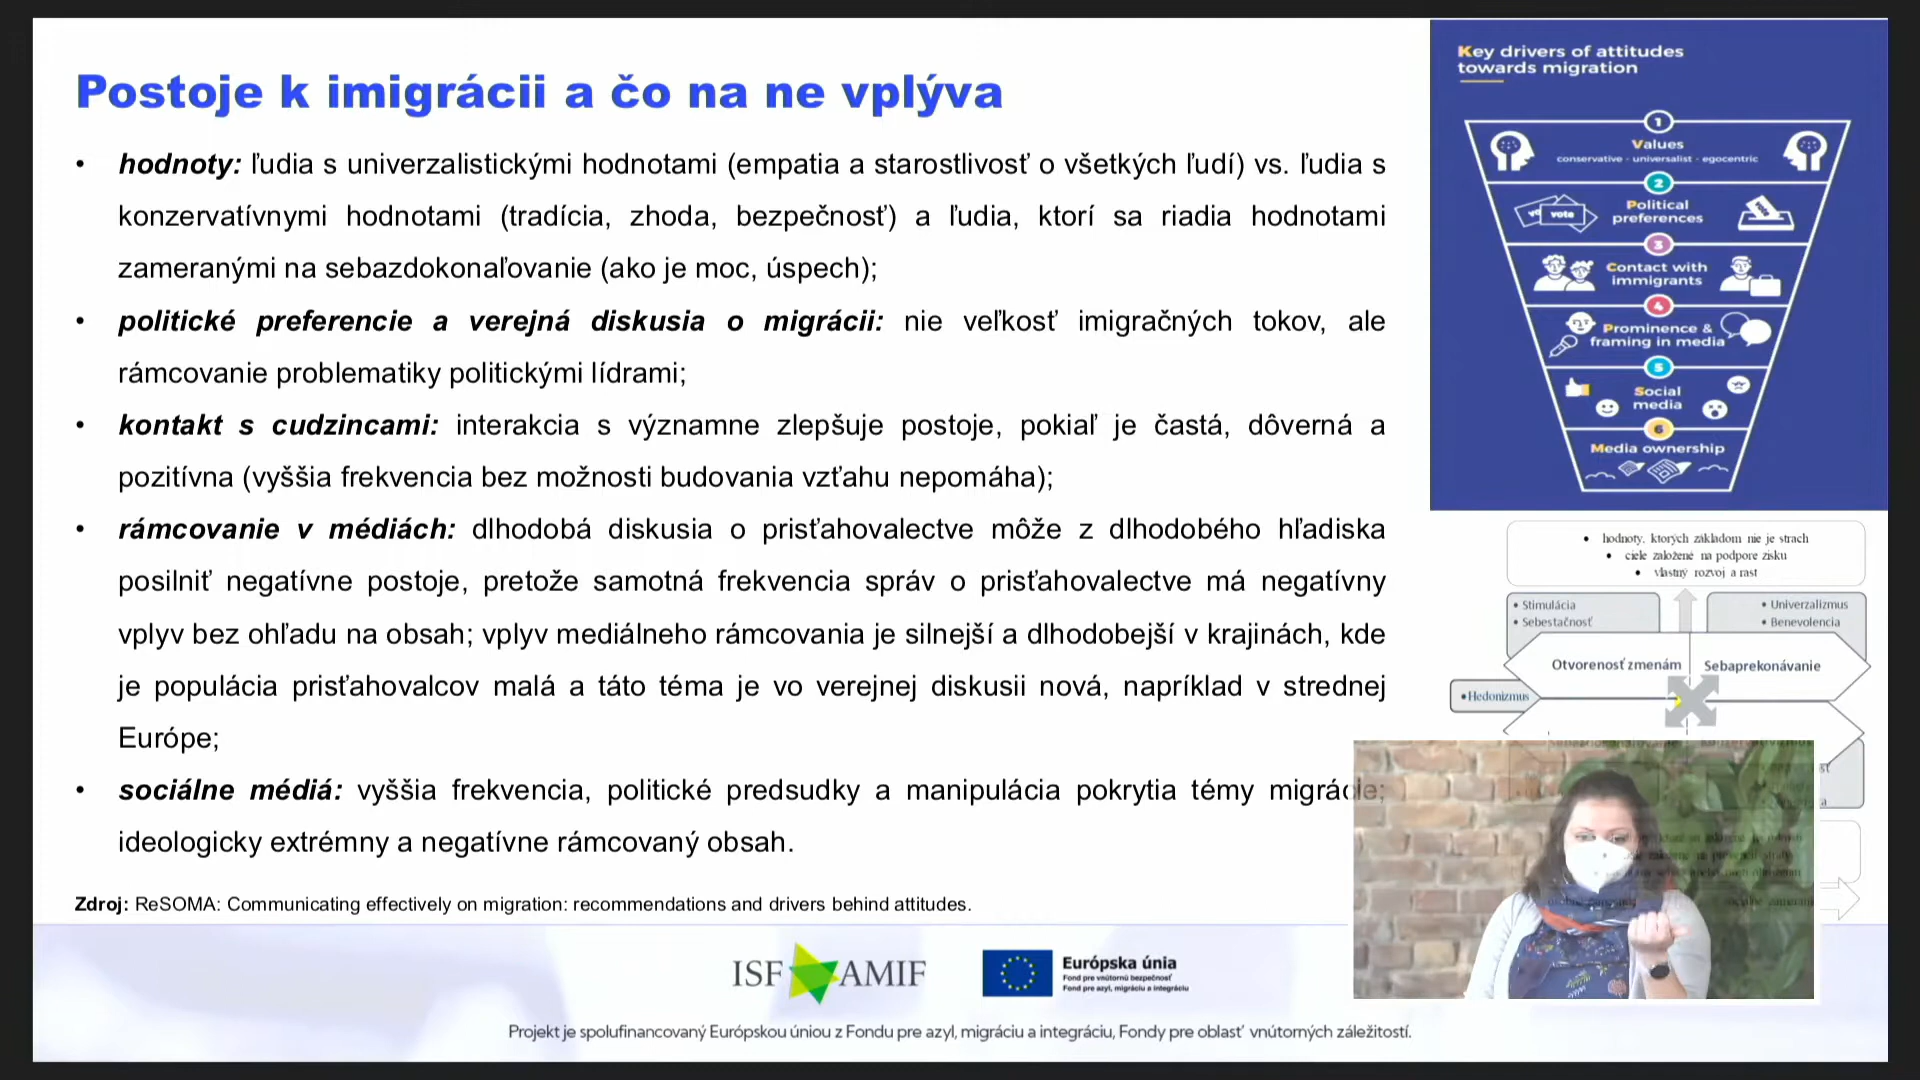 Postoje k imigrácii a čo na ne vplýva
• hodnoty: ľudia s univerzalistickými hodnotami (empatia a starostlivosť o všetkých ľudí) vs. ľudia s
konzervatívnymi hodnotami (tradícia, zhoda, bezpečnosť) a ľudia, ktorí sa riadia hodnotami
zameranými na sebazdokonaľovanie (ako je moc, úspech);
• politické preferencie a verejná diskusia o migrácii: nie veľkosť imigračných tokov, ale
rámcovanie problematiky politickými lídrami;
• kontakt s cudzincami: interakcia s významne zlepšuje postoje, pokiaľ je častá, dôverná a
pozitívna (vyššia frekvencia bez možnosti budovania vzťahu nepomáha);
• rámcovanie v médiách: dlhodobá diskusia o prisťahovalectve môže z dlhodobého hľadiska
posilniť negatívne postoje, pretože samotná frekvencia správ o prisťahovalectve má negatívny
vplyv bez ohľadu na obsah; vplyv mediálneho rámcovania je silnejší a dlhodobejší v krajinách, kde
je populácia prisťahovalcov malá a táto téma je vo verejnej diskusii nová, napríklad v strednej
Európe;
• sociálne médiá: vyššia frekvencia, politické predsudky a manipulácia pokrytia témy migrácie;
ideologicky extrémny a negatívne rámcovaný obsah.
Zdroj: ReSOMA: Communicating effectively on migration: recommendations and drivers behind attitudes.
Key drivers of attitudes
towards migration
1
Values
conservative - universalist - egocentric
2
Political
preferences
vote
3
Contact with
immigrants
4
Prominence &
framing in media
5
Social
media
6
Media ownership
• hodnoty, ktorých základom nie je strach
• ciele založené na podpore zisku
• vlastný rozvoj a rast
• Stimulácia
• Sebestačnosť
• Univerzalizmus
• Benevolencia
Otvorenosť zmenám
Sebaprekonávanie
• Hedonizmus
ISF AMIF
Európska únia
Fond pre vnútornú bezpečnosť
Fond pre azyl, migráciu a integráciu
Projekt je spolufinancovaný Európskou úniou z Fondu pre azyl, migráciu a integráciu, Fondy pre oblasť vnútorných záležitostí.